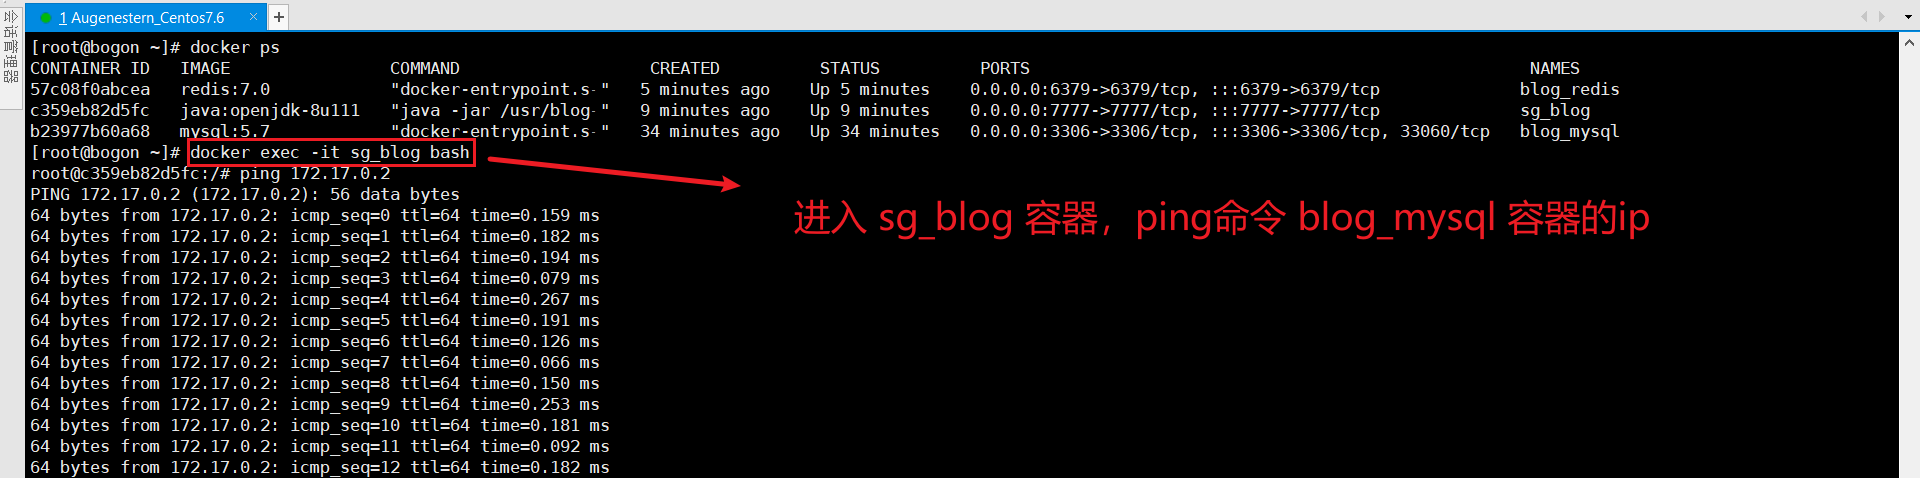 会话管理器
1 Augenestern_Centos7.6 × +
[root@bogon ~]# docker ps
CONTAINER ID   IMAGE                COMMAND                   CREATED          STATUS          PORTS                                                  NAMES
57c08f0abcea   redis:7.0            "docker-entrypoint.s…"   5 minutes ago    Up 5 minutes    0.0.0.0:6379->6379/tcp, :::6379->6379/tcp              blog_redis
c359eb82d5fc   java:openjdk-8u111   "java -jar /usr/blog…"   9 minutes ago    Up 9 minutes    0.0.0.0:7777->7777/tcp, :::7777->7777/tcp              sg_blog
b23977b60a68   mysql:5.7            "docker-entrypoint.s…"   34 minutes ago   Up 34 minutes   0.0.0.0:3306->3306/tcp, :::3306->3306/tcp, 33060/tcp   blog_mysql
[root@bogon ~]# docker exec -it sg_blog bash
root@c359eb82d5fc:/# ping 172.17.0.2
PING 172.17.0.2 (172.17.0.2): 56 data bytes
进入 sg_blog 容器，ping命令 blog_mysql 容器的ip
64 bytes from 172.17.0.2: icmp_seq=0 ttl=64 time=0.159 ms
64 bytes from 172.17.0.2: icmp_seq=1 ttl=64 time=0.182 ms
64 bytes from 172.17.0.2: icmp_seq=2 ttl=64 time=0.194 ms
64 bytes from 172.17.0.2: icmp_seq=3 ttl=64 time=0.079 ms
64 bytes from 172.17.0.2: icmp_seq=4 ttl=64 time=0.267 ms
64 bytes from 172.17.0.2: icmp_seq=5 ttl=64 time=0.191 ms
64 bytes from 172.17.0.2: icmp_seq=6 ttl=64 time=0.126 ms
64 bytes from 172.17.0.2: icmp_seq=7 ttl=64 time=0.066 ms
64 bytes from 172.17.0.2: icmp_seq=8 ttl=64 time=0.150 ms
64 bytes from 172.17.0.2: icmp_seq=9 ttl=64 time=0.253 ms
64 bytes from 172.17.0.2: icmp_seq=10 ttl=64 time=0.181 ms
64 bytes from 172.17.0.2: icmp_seq=11 ttl=64 time=0.092 ms
64 bytes from 172.17.0.2: icmp_seq=12 ttl=64 time=0.182 ms